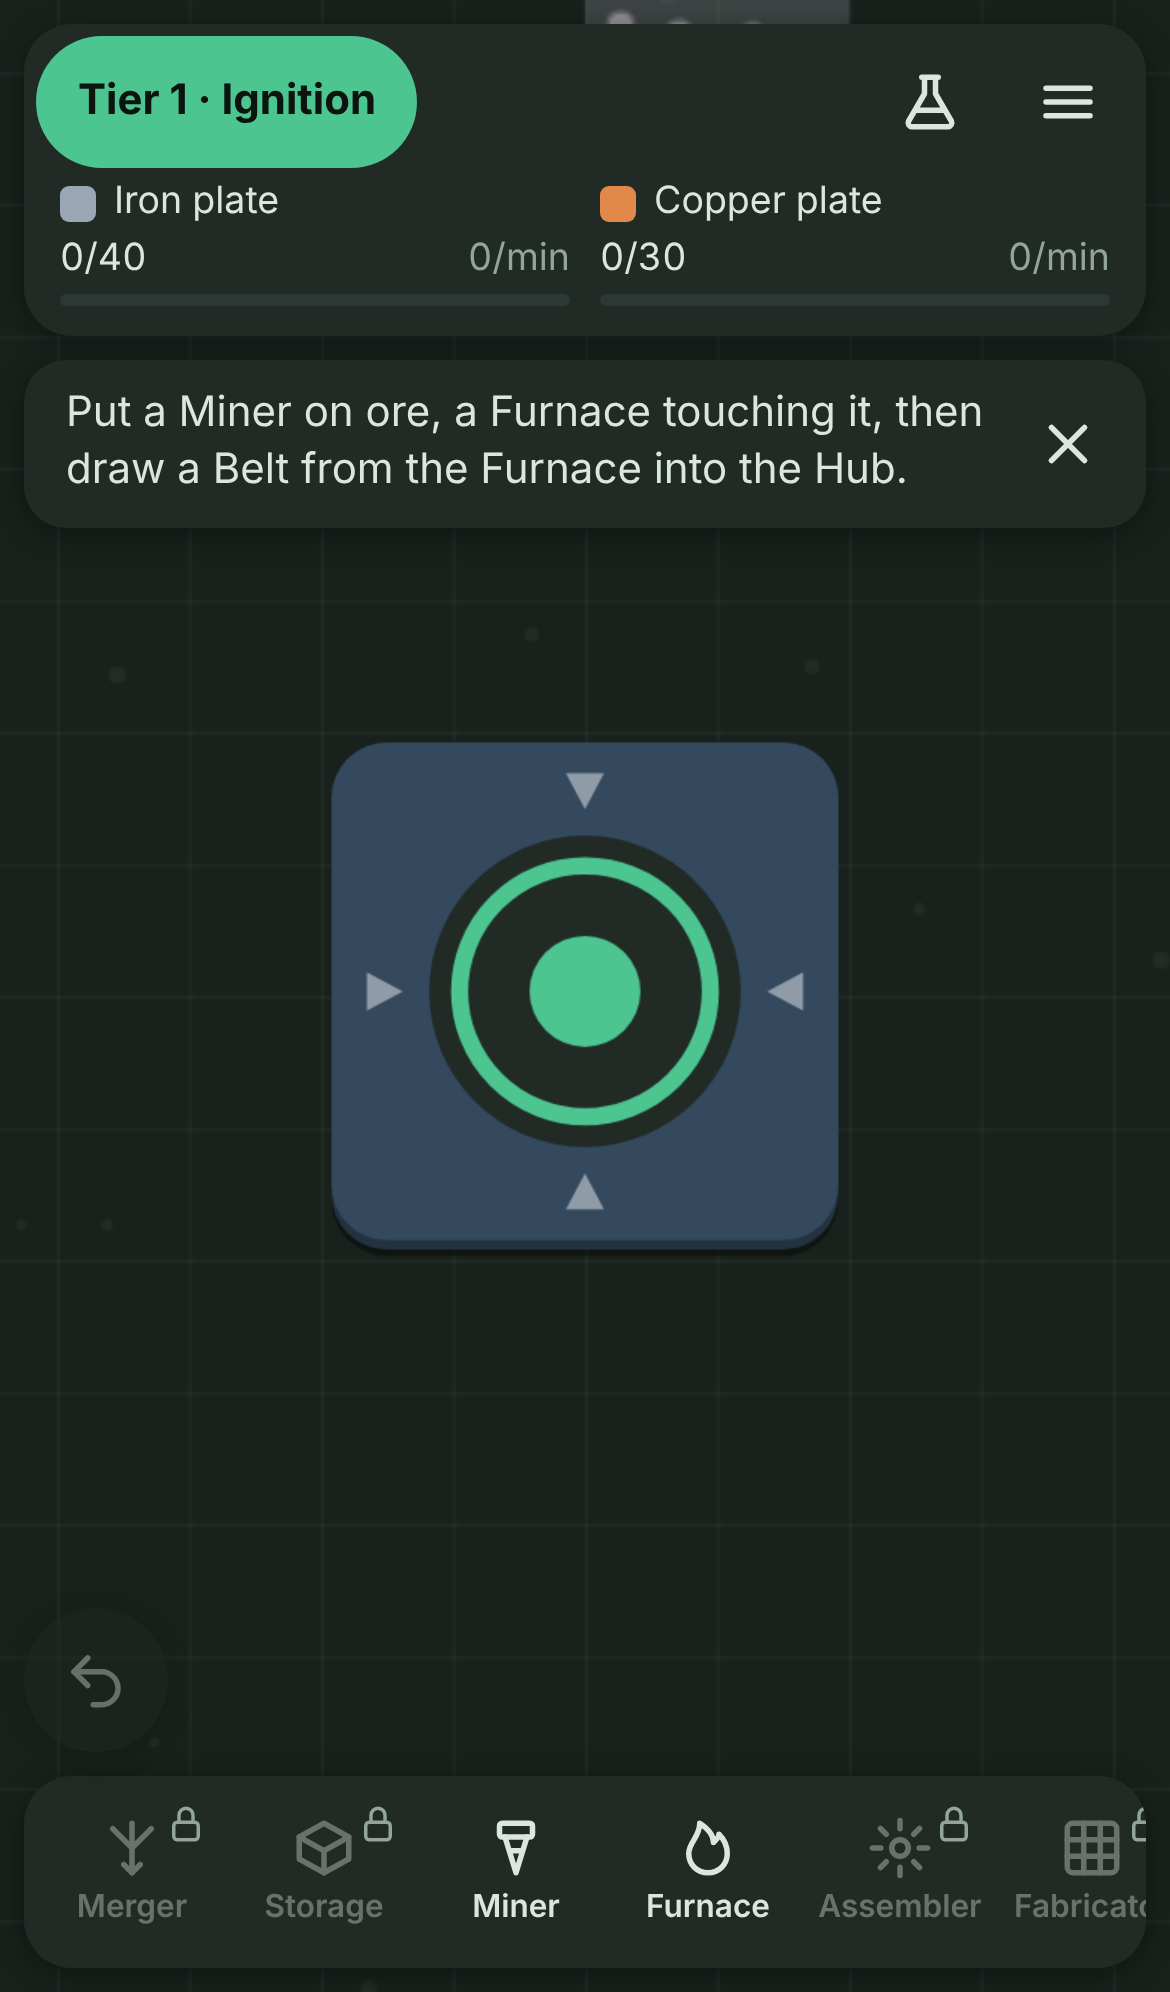 Tier 1 · Ignition
Iron plate
0/40 0/min
Copper plate
0/30 0/min
Put a Miner on ore, a Furnace touching it, then
draw a Belt from the Furnace into the Hub.
Merger
Storage
Miner
Furnace
Assembler